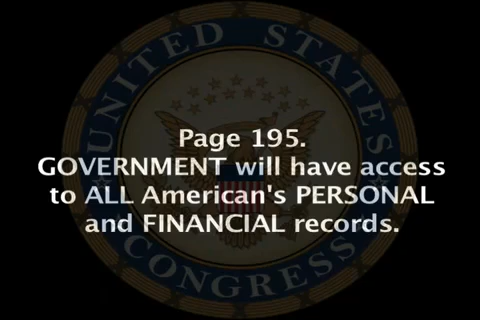 UNITED STATES
Page 195.
GOVERNMENT will have access
to ALL American's PERSONAL
and FINANCIAL records.
CONGRESS